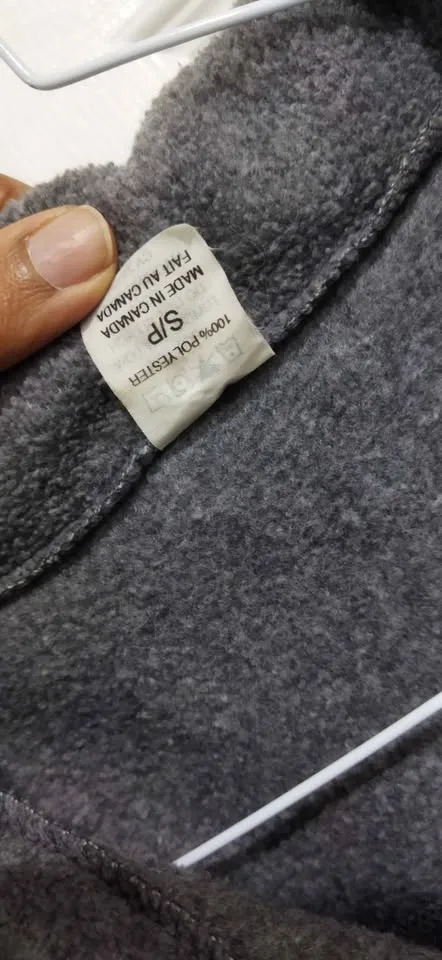 100% POLYESTER
S/P
MADE IN CANADA
FAIT AU CANADA